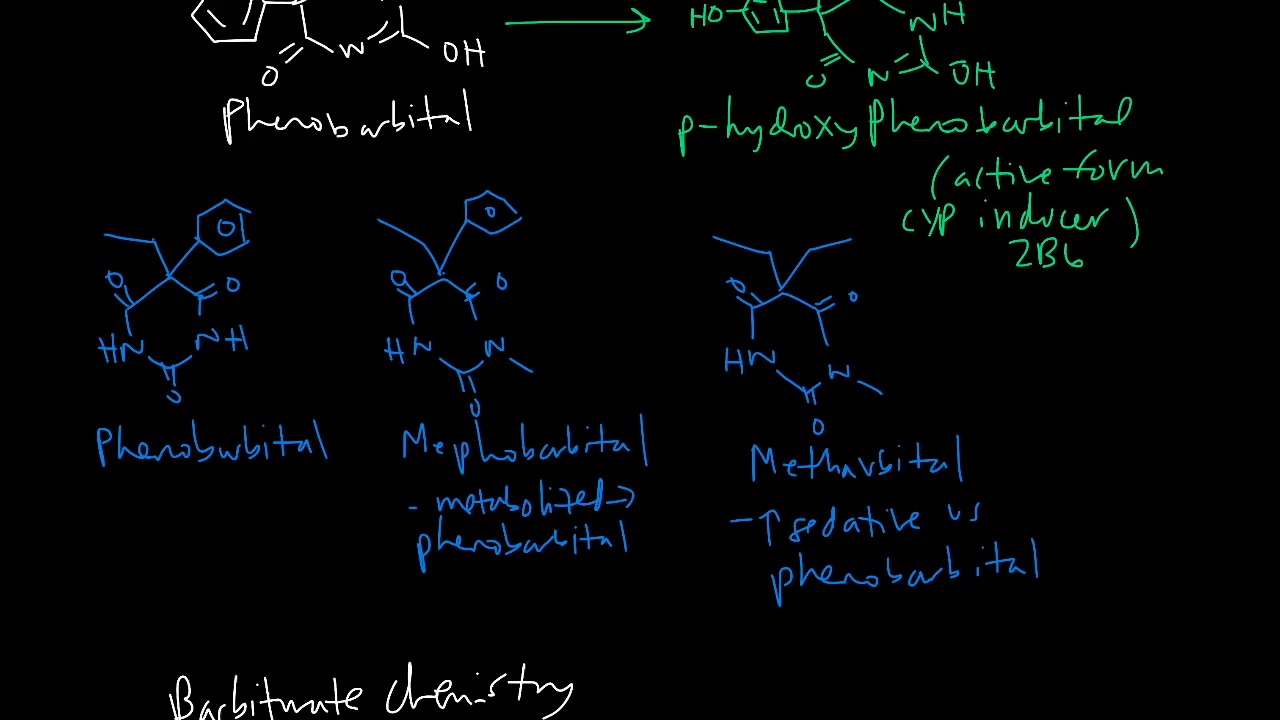 HO
NH
N
OH
O
N
OH
O
Phenobarbital
p-hydroxyphenobarbital
(active form
CYP inducer)
2B6
O
O
HN
NH
O
Phenobarbital
O
O
HN
N
O
Mephobarbital
- metabolized →
phenobarbital
O
O
HN
N
O
Metharbital
- ↑ sedative vs
phenobarbital
Barbiturate chemistry